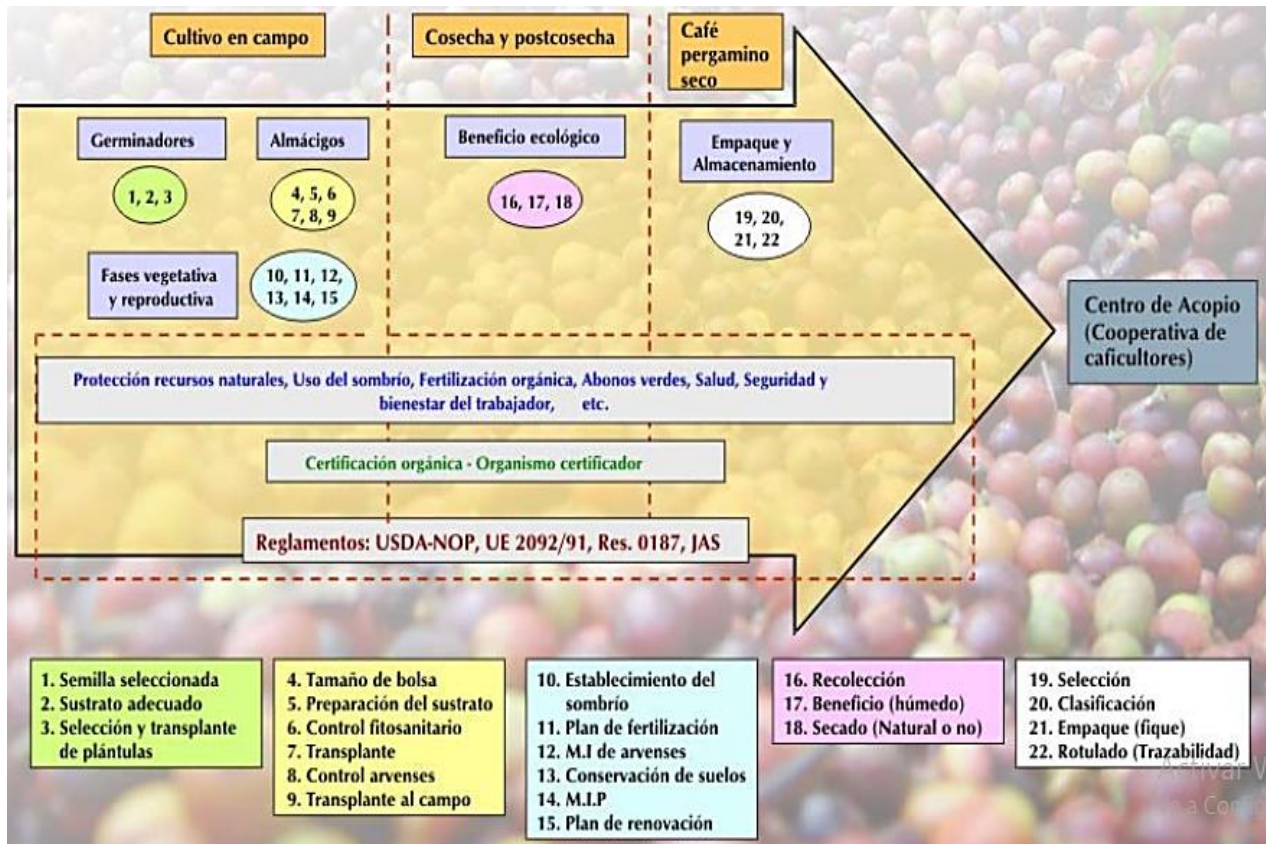 Cultivo en campo
Cosecha y postcosecha
Café
pergamino
seco
Germinadores
1, 2, 3
Almácigos
4, 5, 6
7, 8, 9
Beneficio ecológico
16, 17, 18
Empaque y
Almacenamiento
19, 20,
21, 22
Fases vegetativa
y reproductiva
10, 11, 12,
13, 14, 15
Centro de Acopio
(Cooperativa de
caficultores)
Protección recursos naturales, Uso del sombrío, Fertilización orgánica, Abonos verdes, Salud, Seguridad y
bienestar del trabajador, etc.
Certificación orgánica - Organismo certificador
Reglamentos: USDA-NOP, UE 2092/91, Res. 0187, JAS
1. Semilla seleccionada
2. Sustrato adecuado
3. Selección y transplante
de plántulas
4. Tamaño de bolsa
5. Preparación del sustrato
6. Control fitosanitario
7. Transplante
8. Control arvenses
9. Transplante al campo
10. Establecimiento del
sombrío
11. Plan de fertilización
12. M.I de arvenses
13. Conservación de suelos
14. M.I.P
15. Plan de renovación
16. Recolección
17. Beneficio (húmedo)
18. Secado (Natural o no)
19. Selección
20. Clasificación
21. Empaque (fique)
22. Rotulado (Trazabilidad)